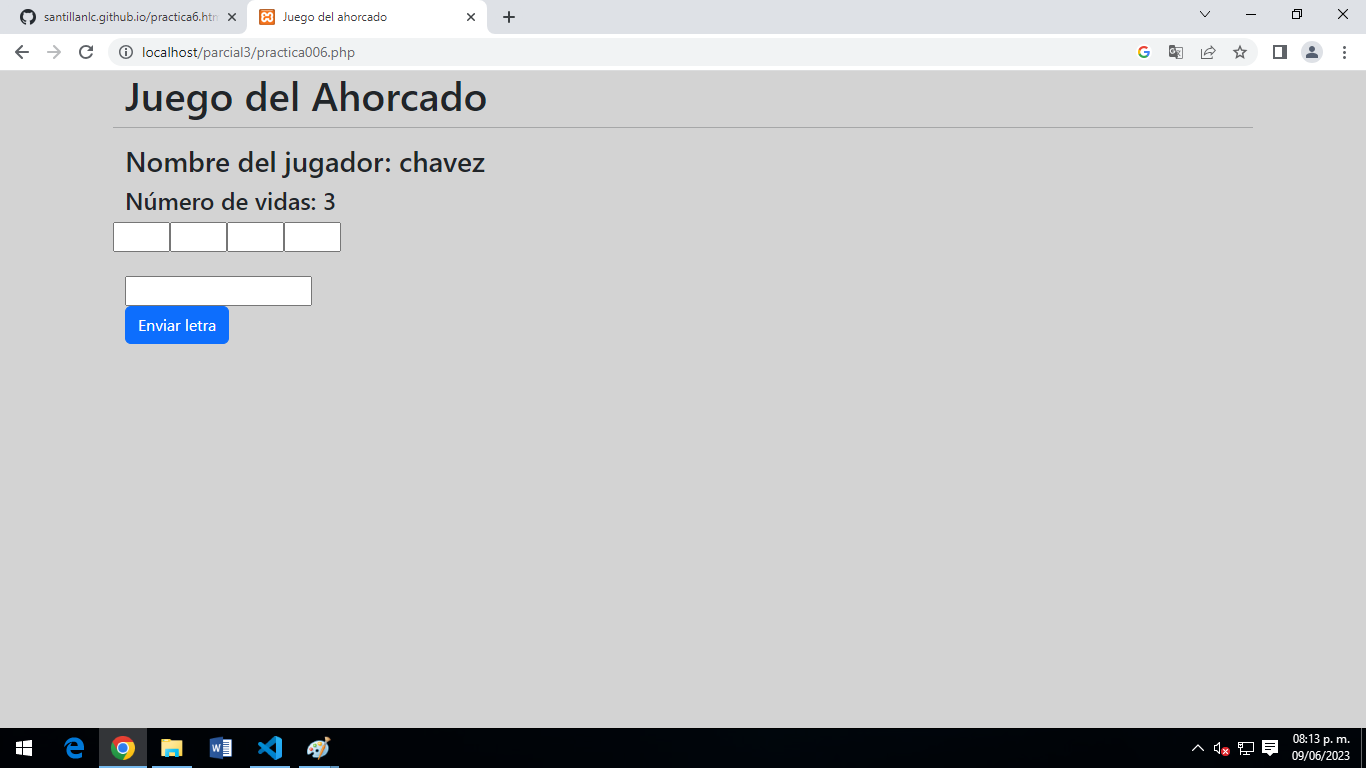 santillanlc.github.io/practica6.htm
Juego del ahorcado
localhost/parcial3/practica006.php
Juego del Ahorcado
Nombre del jugador: chavez
Número de vidas: 3
Enviar letra
08:13 p. m.
09/06/2023